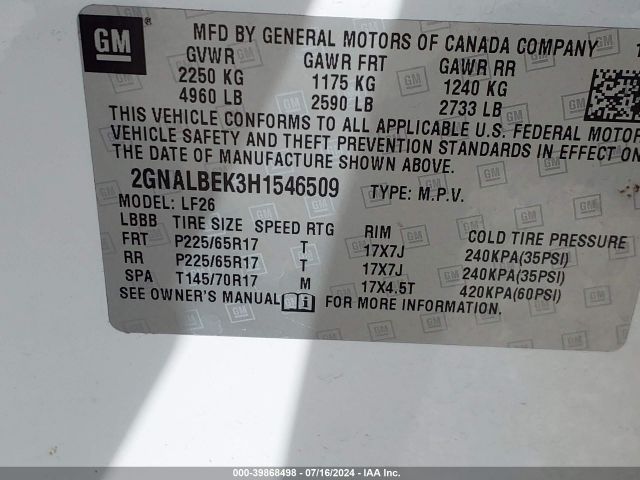 GM
MFD BY GENERAL MOTORS OF CANADA COMPANY
GVWR GAWR FRT GAWR RR
2250 KG 1175 KG 1240 KG
4960 LB 2590 LB 2733 LB
THIS VEHICLE CONFORMS TO ALL APPLICABLE U.S. FEDERAL MOTOR
VEHICLE SAFETY AND THEFT PREVENTION STANDARDS IN EFFECT ON
THE DATE OF MANUFACTURE SHOWN ABOVE.
2GNALBEK3H1546509 TYPE: M.P.V.
MODEL: LF26
LBBB TIRE SIZE SPEED RTG RIM COLD TIRE PRESSURE
FRT P225/65R17 T 17X7J 240KPA(35PSI)
RR P225/65R17 T 17X7J 240KPA(35PSI)
SPA T145/70R17 M 17X4.5T 420KPA(60PSI)
SEE OWNER'S MANUAL FOR MORE INFORMATION.
000-39868498 - 07/16/2024 - IAA Inc.